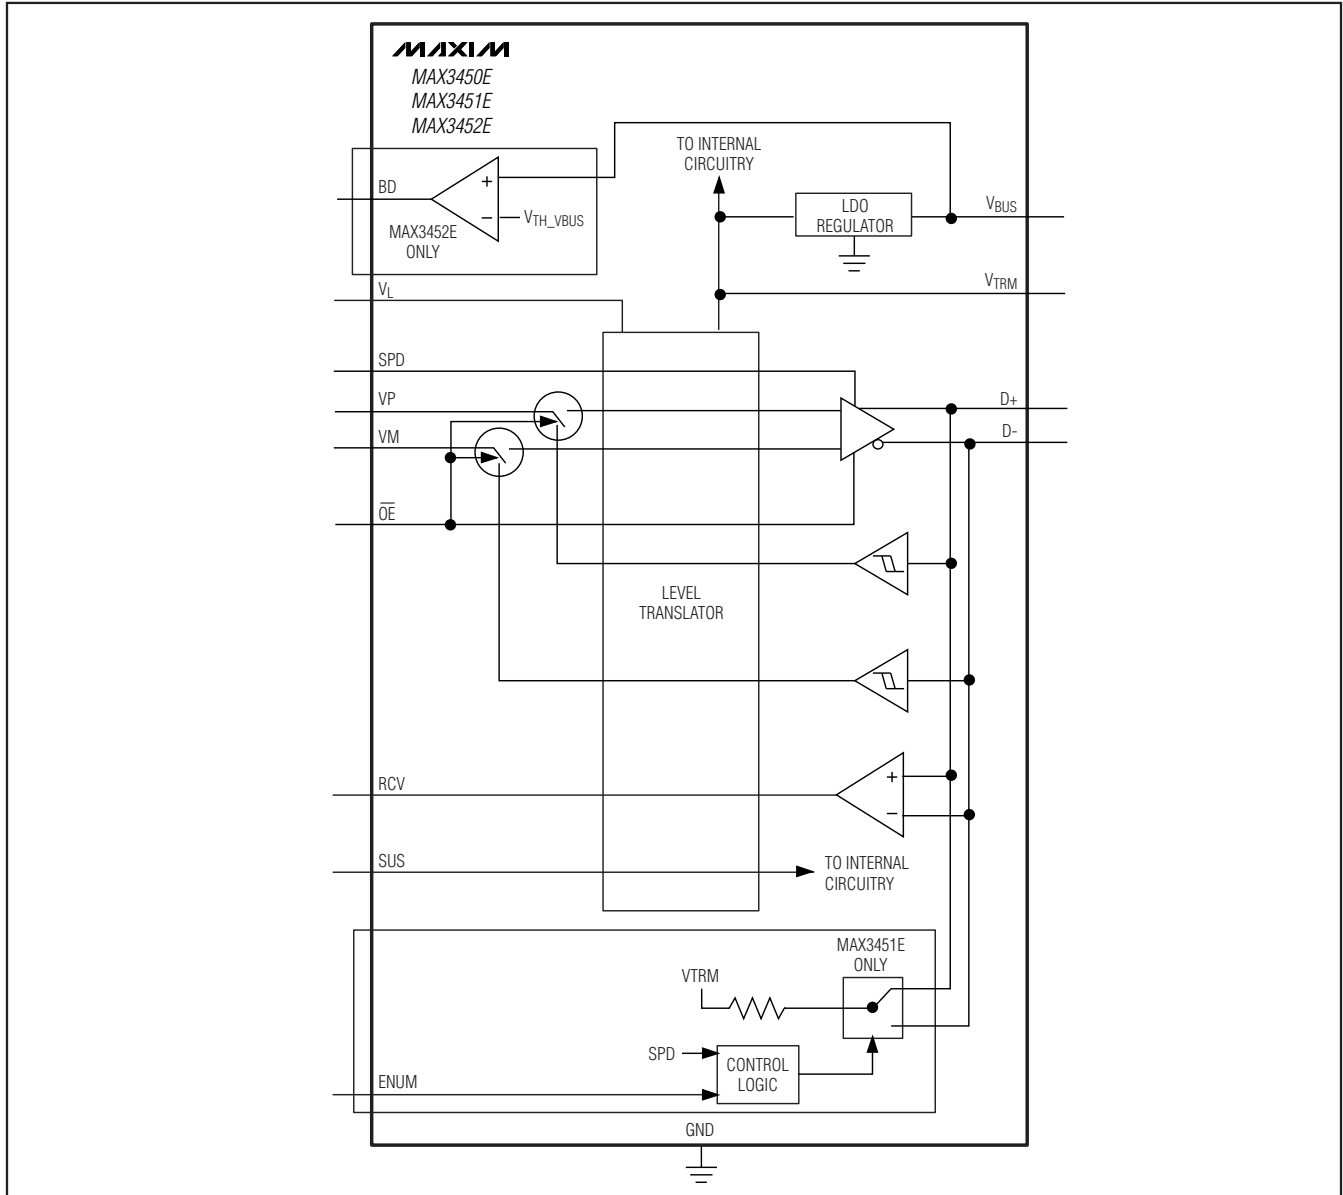 MAXIM
MAX3450E
MAX3451E
MAX3452E
TO INTERNAL
CIRCUITRY
BD
+
−
VTH_VBUS
MAX3452E
ONLY
LDO
REGULATOR
VBUS
VTRM
VL
SPD
VP
VM
OE
D+
D-
LEVEL
TRANSLATOR
RCV
+
−
SUS
TO INTERNAL
CIRCUITRY
MAX3451E
ONLY
VTRM
SPD
CONTROL
LOGIC
ENUM
GND